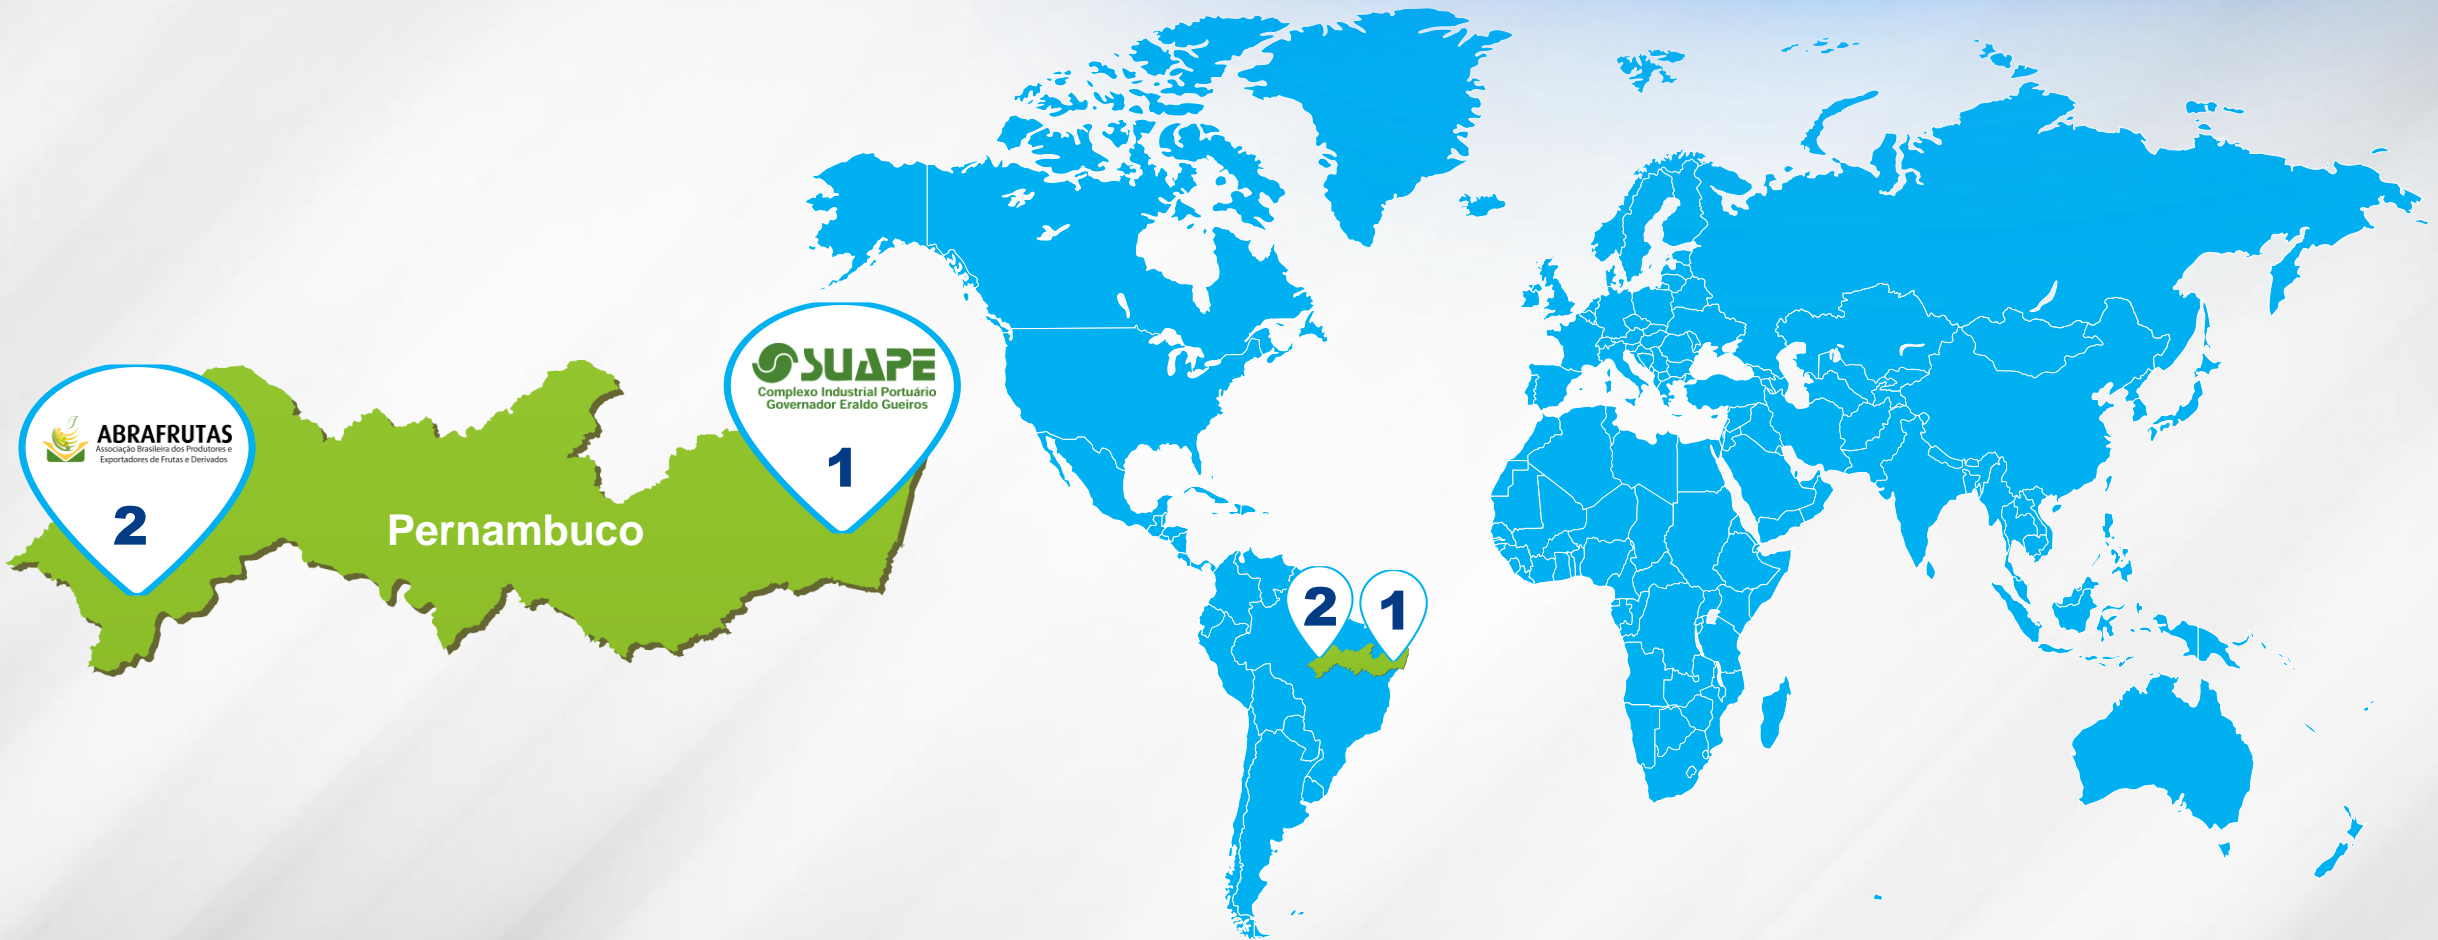 ABRAFRUTAS
Associação Brasileira dos Produtores e
Exportadores de Frutas e Derivados
2
Pernambuco
SUAPE
Complexo Industrial Portuário
Governador Eraldo Gueiros
1
2
1